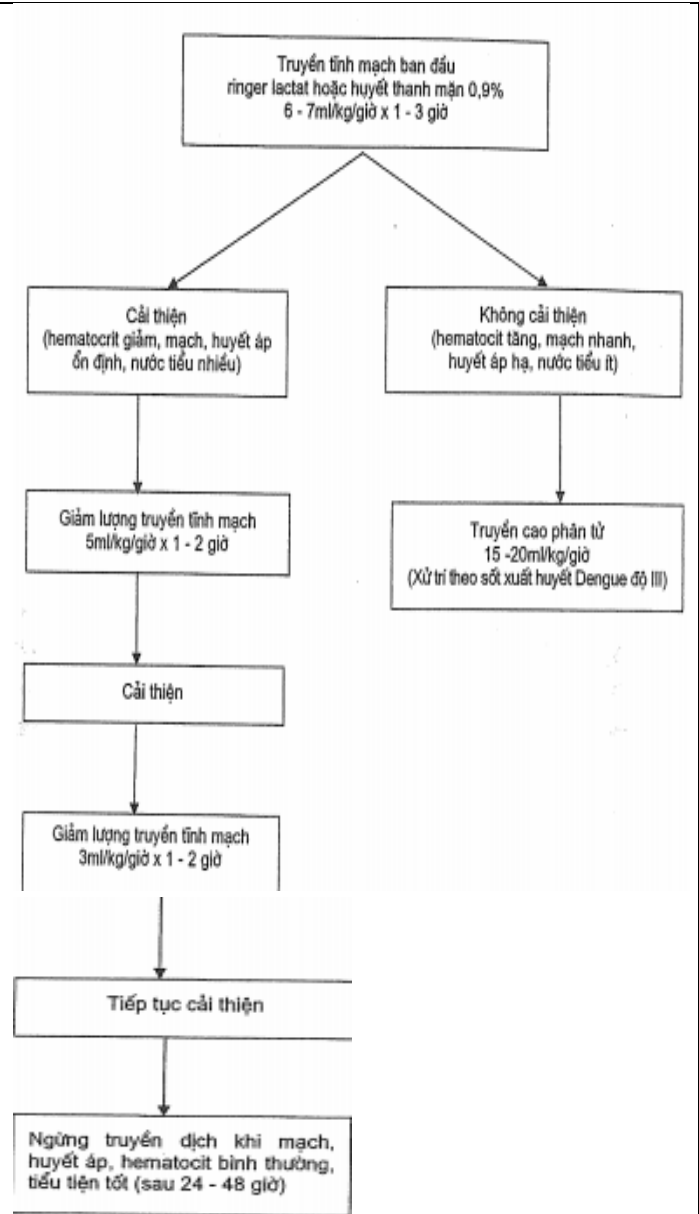 Truyền tĩnh mạch ban đầu
ringer lactat hoặc huyết thanh mặn 0,9%
6 - 7ml/kg/giờ x 1 - 3 giờ
Cải thiện
(hematocrit giảm, mạch, huyết áp
ổn định, nước tiểu nhiều)
Không cải thiện
(hematocit tăng, mạch nhanh,
huyết áp hạ, nước tiểu ít)
Giảm lượng truyền tĩnh mạch
5ml/kg/giờ x 1 - 2 giờ
Truyền cao phân tử
15 -20ml/kg/giờ
(Xử trí theo sốt xuất huyết Dengue độ III)
Cải thiện
Giảm lượng truyền tĩnh mạch
3ml/kg/giờ x 1 - 2 giờ
Tiếp tục cải thiện
Ngừng truyền dịch khi mạch,
huyết áp, hematocit bình thường,
tiểu tiện tốt (sau 24 - 48 giờ)